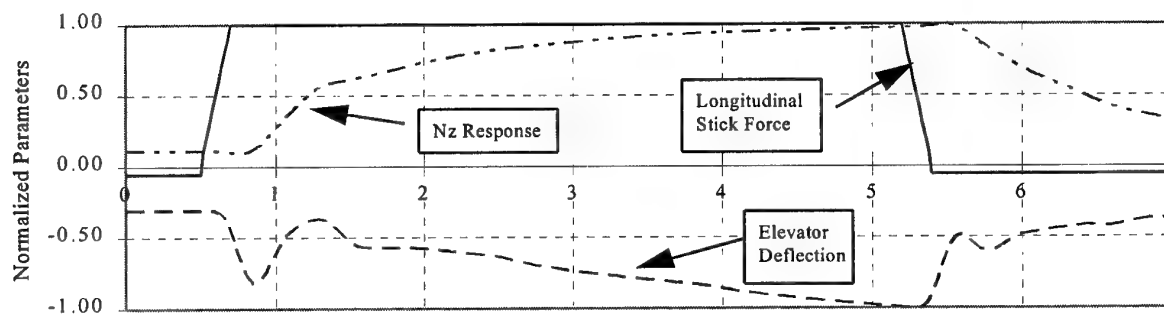 1.00
0.50
0.00
-0.50
-1.00
Normalized Parameters
0 1 2 3 4 5 6
Nz Response
Longitudinal
Stick Force
Elevator
Deflection